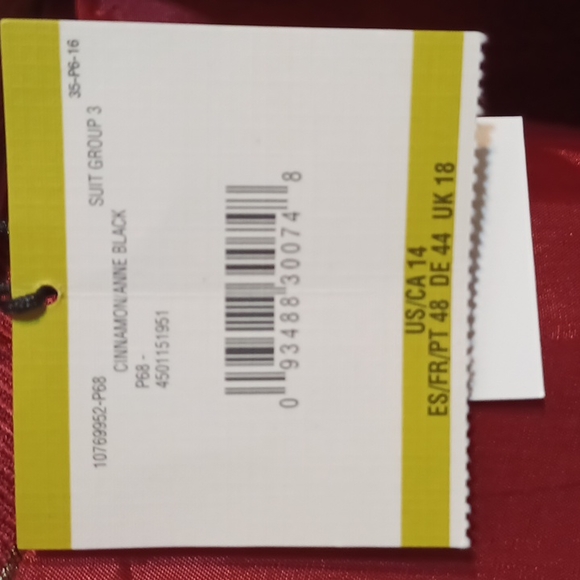 35-P6-16
10769952-P68 SUIT GROUP 3
CINNAMON/ANNE BLACK
P68 -
4501151951
0 93488 30074 8
US/CA 14
ES/FR/PT 48 DE 44 UK 18